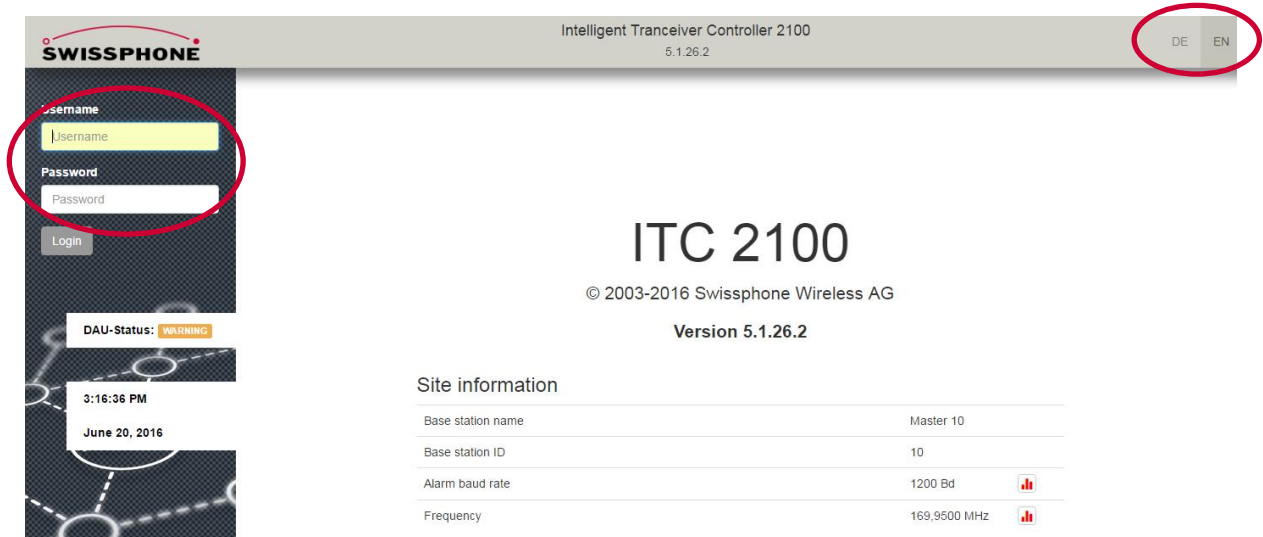 SWISSPHONE
Intelligent Tranceiver Controller 2100
5.1.26.2
DE EN
Username
Username
Password
Password
Login
DAU-Status: WARNING
3:16:36 PM
June 20, 2016
ITC 2100
© 2003-2016 Swissphone Wireless AG
Version 5.1.26.2
Site information
Base station name Master 10
Base station ID 10
Alarm baud rate 1200 Bd
Frequency 169,9500 MHz